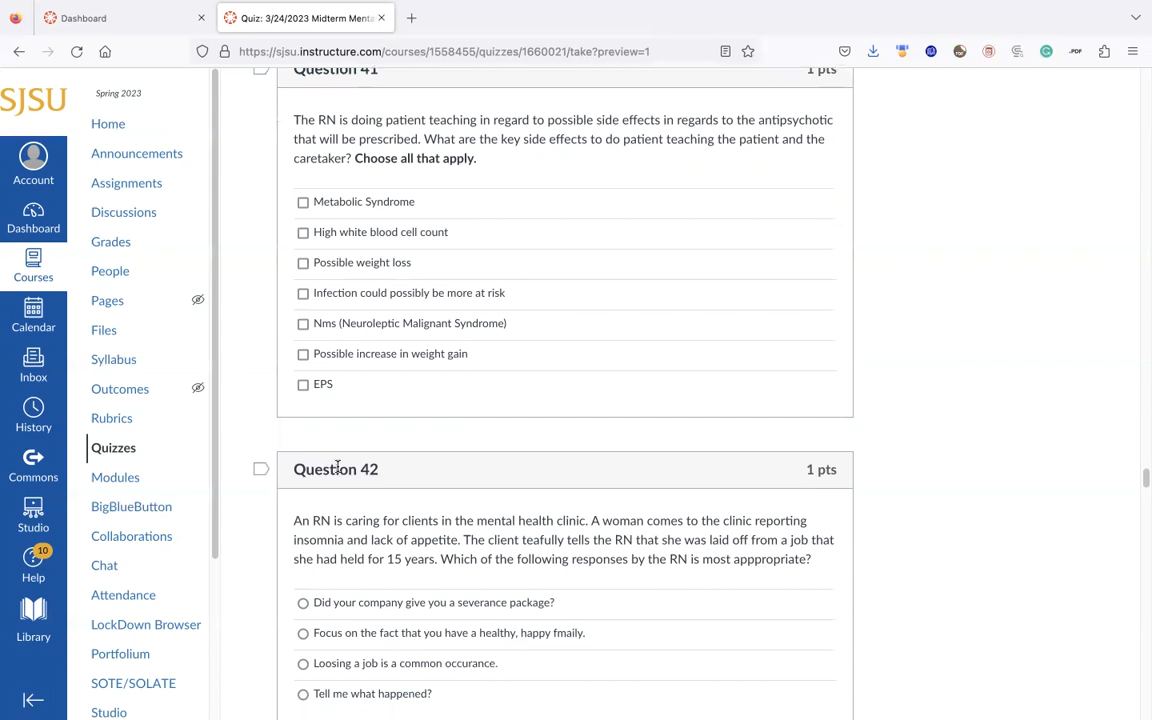 Dashboard
Quiz: 3/24/2023 Midterm Menta
https://sjsu.instructure.com/courses/1558455/quizzes/1660021/take?preview=1
.PDF
SJSU
Account
Dashboard
Courses
Calendar
Inbox
10
History
Commons
Studio
Help
Library
Spring 2023
Home
Announcements
Assignments
Discussions
Grades
People
Pages
Files
Syllabus
Outcomes
Rubrics
Quizzes
Modules
BigBlueButton
Collaborations
Chat
Attendance
LockDown Browser
Portfolium
SOTE/SOLATE
Studio
Question 41 1 pts
The RN is doing patient teaching in regard to possible side effects in regards to the antipsychotic
that will be prescribed. What are the key side effects to do patient teaching the patient and the
caretaker? Choose all that apply.
Metabolic Syndrome
High white blood cell count
Possible weight loss
Infection could possibly be more at risk
Nms (Neuroleptic Malignant Syndrome)
Possible increase in weight gain
EPS
Question 42 1 pts
An RN is caring for clients in the mental health clinic. A woman comes to the clinic reporting
insomnia and lack of appetite. The client teafully tells the RN that she was laid off from a job that
she had held for 15 years. Which of the following responses by the RN is most apppropriate?
Did your company give you a severance package?
Focus on the fact that you have a healthy, happy fmaily.
Loosing a job is a common occurance.
Tell me what happened?